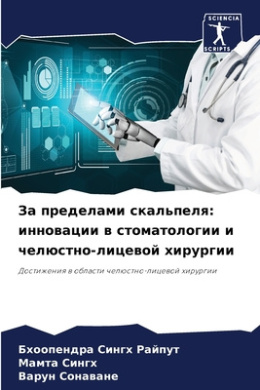 SCIENCIA
SCRIPTS
За пределами скальпеля:
инновации в стоматологии и
челюстно-лицевой хирургии
Достижения в области челюстно-лицевой хирургии
Бхоопендра Сингх Райпут
Мамта Сингх
Варун Сонаване